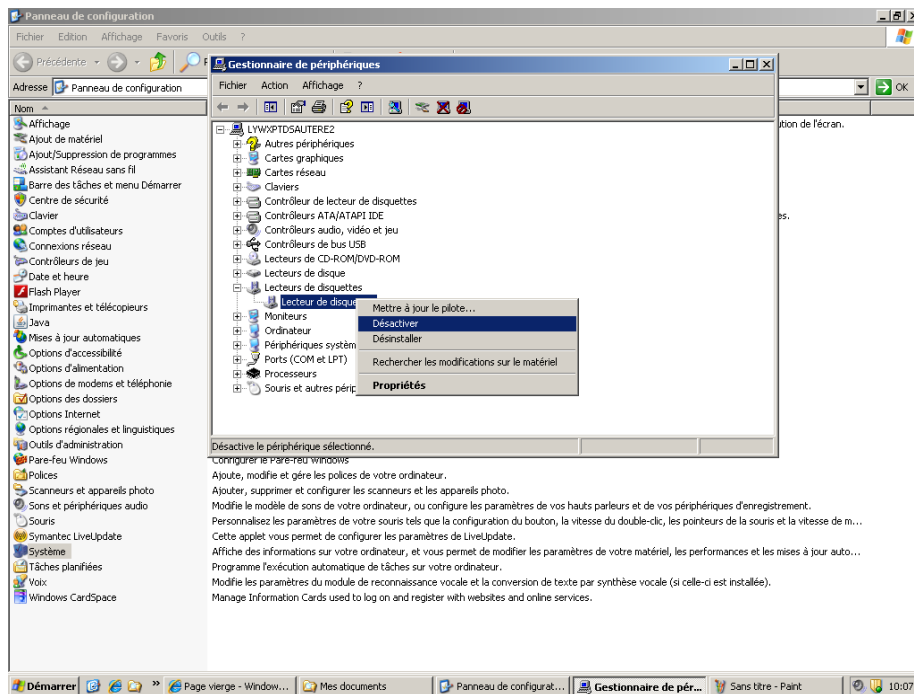 Panneau de configuration
Fichier Edition Affichage Favoris Outils ?
Précédente
Adresse Panneau de configuration OK
Nom
Affichage
Ajout de matériel
Ajout/Suppression de programmes
Assistant Réseau sans fil
Barre des tâches et menu Démarrer
Centre de sécurité
Clavier
Comptes d'utilisateurs
Connexions réseau
Contrôleurs de jeu
Date et heure
Flash Player
Imprimantes et télécopieurs
Java
Mises à jour automatiques
Options d'accessibilité
Options d'alimentation
Options de modems et téléphonie
Options des dossiers
Options Internet
Options régionales et linguistiques
Outils d'administration
Pare-feu Windows
Polices
Scanneurs et appareils photo
Sons et périphériques audio
Souris
Symantec LiveUpdate
Système
Tâches planifiées
Voix
Windows CardSpace
Gestionnaire de périphériques
Fichier Action Affichage ?
LYWXPTDSAUTERE2
Autres périphériques
Cartes graphiques
Cartes réseau
Claviers
Contrôleur de lecteur de disquettes
Contrôleurs ATA/ATAPI IDE
Contrôleurs audio, vidéo et jeu
Contrôleurs de bus USB
Lecteurs de CD-ROM/DVD-ROM
Lecteurs de disque
Lecteurs de disquettes
Lecteur de disque
Moniteurs
Ordinateur
Périphériques systèm
Ports (COM et LPT)
Processeurs
Souris et autres périp
Mettre à jour le pilote...
Désactiver
Désinstaller
Rechercher les modifications sur le matériel
Propriétés
Désactive le périphérique sélectionné.
ution de l'écran.
es.
Configurer le Pare-feu Windows
Ajoute, modifie et gére les polices de votre ordinateur.
Ajouter, supprimer et configurer les scanneurs et les appareils photo.
Modifie le modèle de sons de votre ordinateur, ou configure les paramètres de vos hauts parleurs et de vos périphériques d'enregistrement.
Personnalisez les paramètres de votre souris tels que la configuration du bouton, la vitesse du double-clic, les pointeurs de la souris et la vitesse de m...
Cette applet vous permet de configurer les paramètres de LiveUpdate.
Affiche des informations sur votre ordinateur, et vous permet de modifier les paramètres de votre matériel, les performances et les mises à jour auto...
Programme l'exécution automatique de tâches sur votre ordinateur.
Modifie les paramètres du module de reconnaissance vocale et la conversion de texte par synthèse vocale (si celle-ci est installée).
Manage Information Cards used to log on and register with websites and online services.
Démarrer » Page vierge - Window... Mes documents Panneau de configurat... Gestionnaire de pér... Sans titre - Paint 10:07